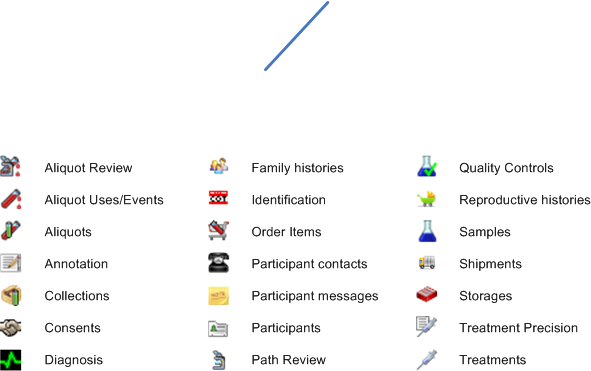 Aliquot Review
Family histories
Quality Controls
Aliquot Uses/Events
Identification
Reproductive histories
Aliquots
Order Items
Samples
Annotation
Participant contacts
Shipments
Collections
Participant messages
Storages
Consents
Participants
Treatment Precision
Diagnosis
Path Review
Treatments